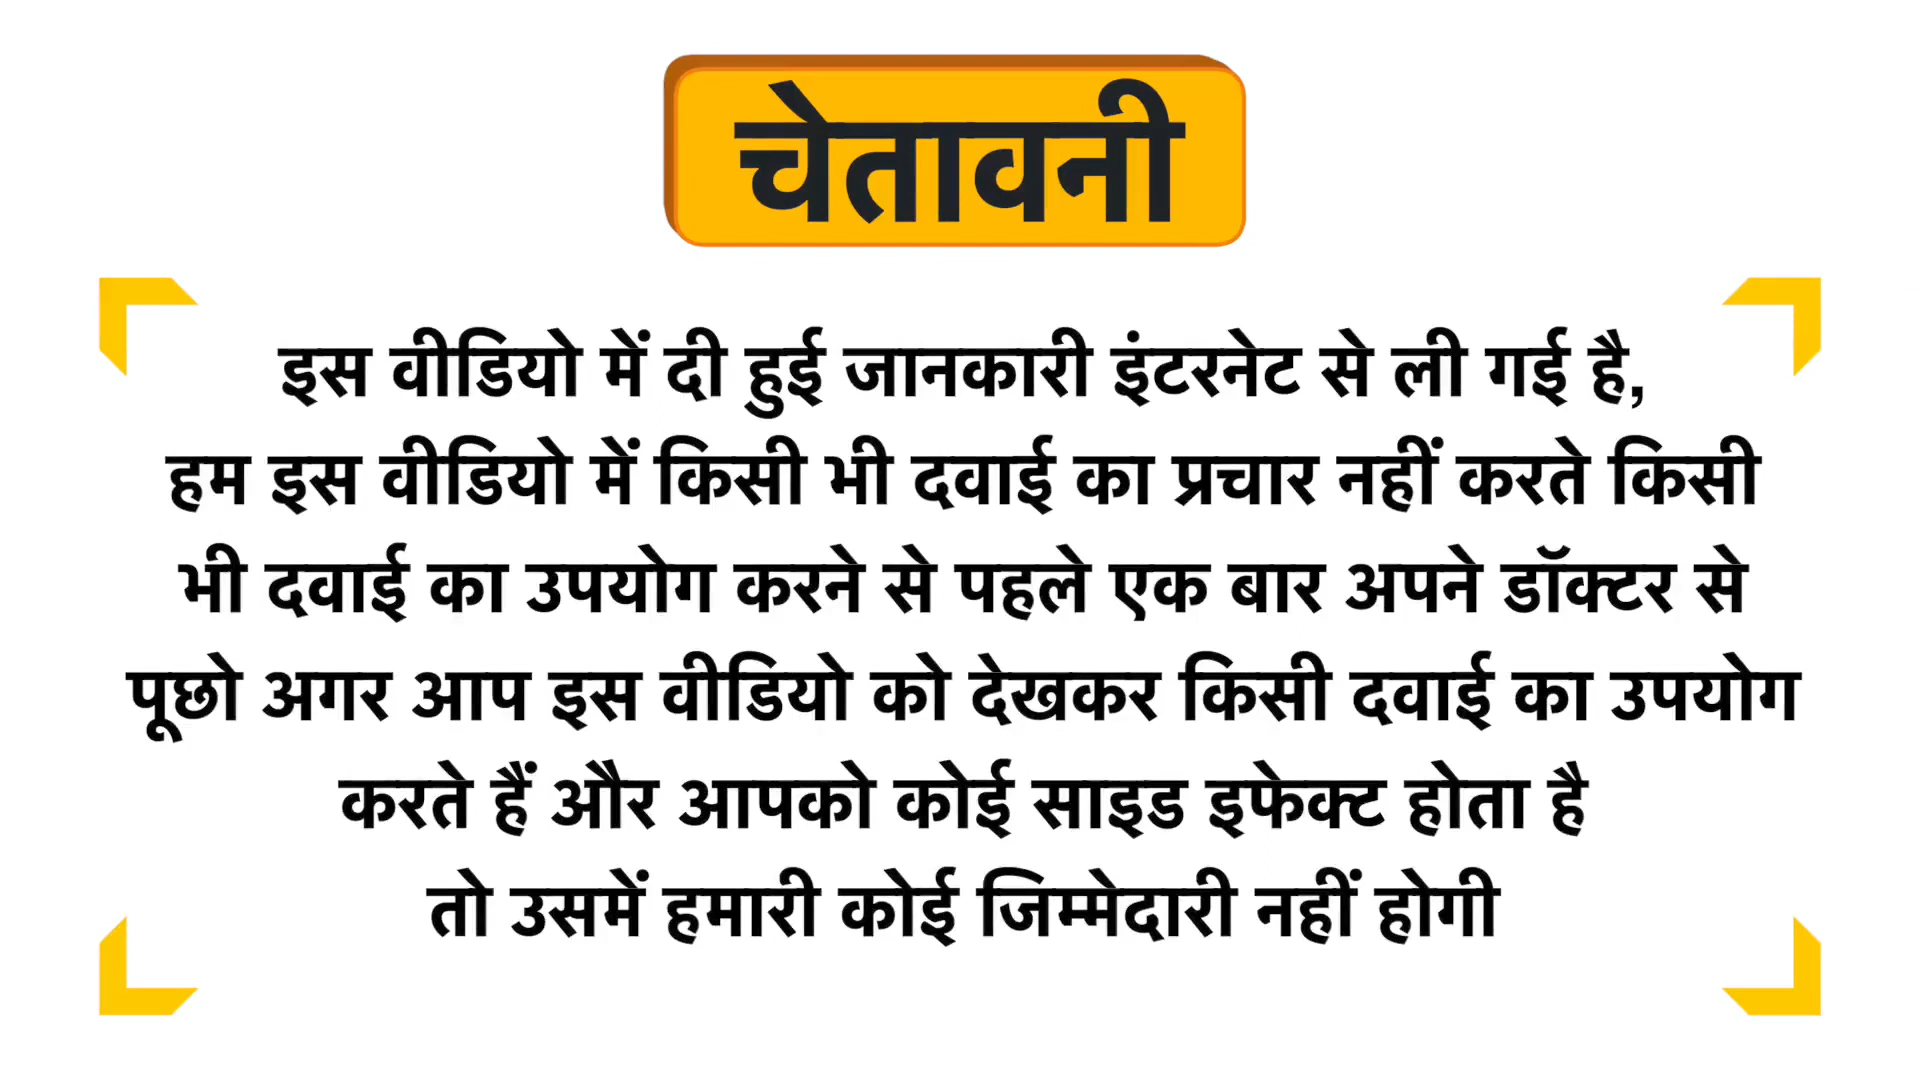 चेतावनी
इस वीडियो में दी हुई जानकारी इंटरनेट से ली गई है,
हम इस वीडियो में किसी भी दवाई का प्रचार नहीं करते किसी
भी दवाई का उपयोग करने से पहले एक बार अपने डॉक्टर से
पूछो अगर आप इस वीडियो को देखकर किसी दवाई का उपयोग
करते हैं और आपको कोई साइड इफेक्ट होता है
तो उसमें हमारी कोई जिम्मेदारी नहीं होगी